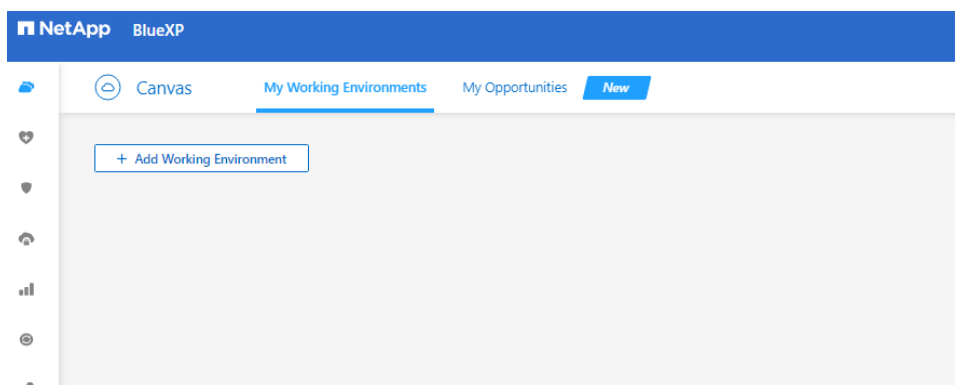 NetApp BlueXP
Canvas My Working Environments My Opportunities New
+ Add Working Environment